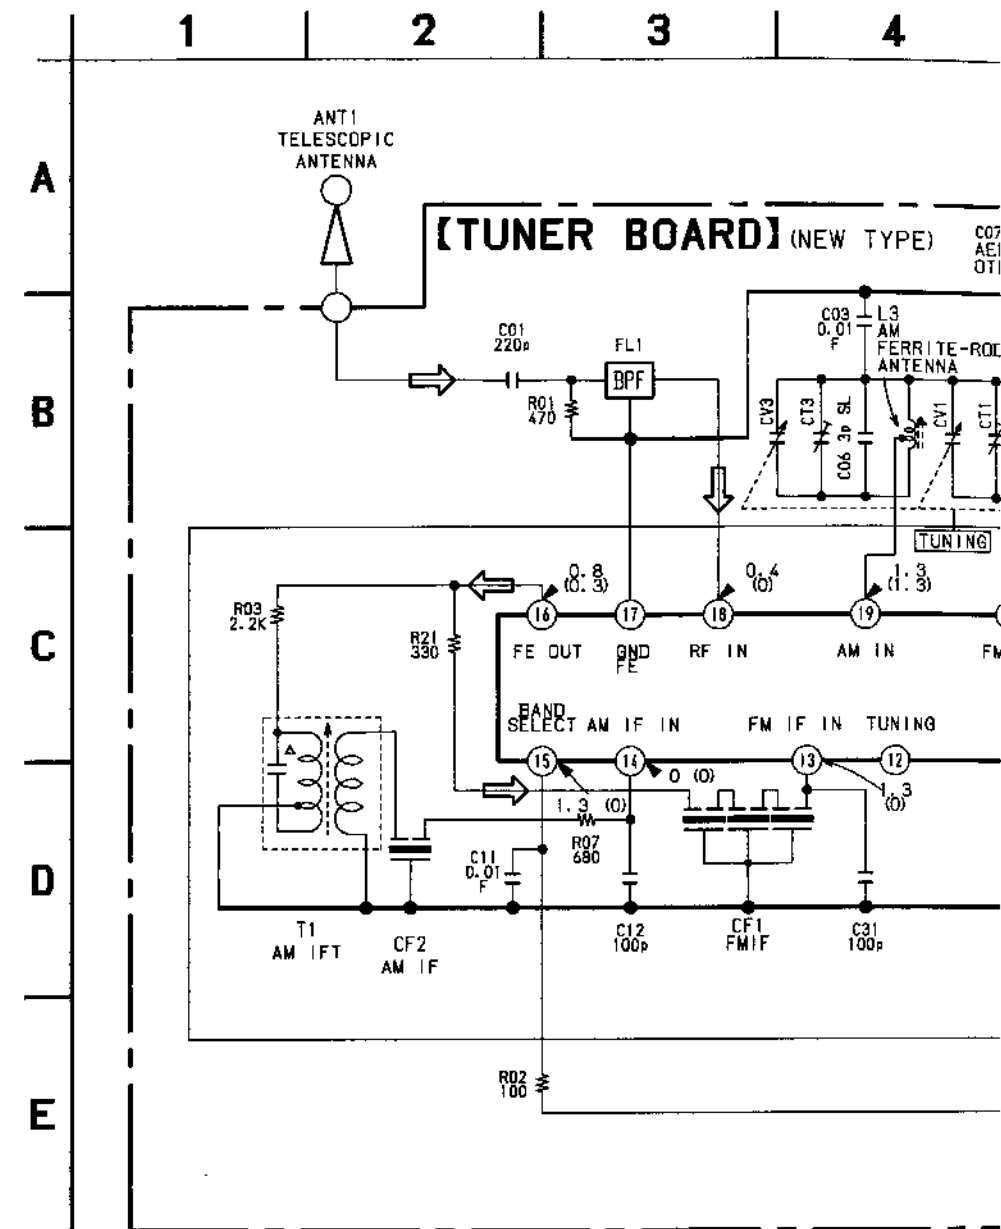 1 2 3 4
ANT1
TELESCOPIC
ANTENNA
A
【TUNER BOARD】(NEW TYPE)
C07
C03
0.01
F
L3
AM
FERRITE-ROD
ANTENNA
C01
220p
FL1
BPF
R01
470
B
CV3
CT3
C06 3p SL
CV1
CT1
TUNING
0.8
(0.3)
0.4
(0)
1.3
(1.3)
R03
2.2K
R21
330
16 17 18 19
C
FE OUT
GND
FE
RF IN
AM IN
FM
BAND
SELECT
AM IF IN
FM IF IN
TUNING
15 14 13 12
0 (0)
1.3 (0)
1.3
(0)
R07
680
C11
0.01
F
D
T1
AM IFT
CF2
AM IF
C12
100p
CF1
FMIF
C31
100p
R02
100
E